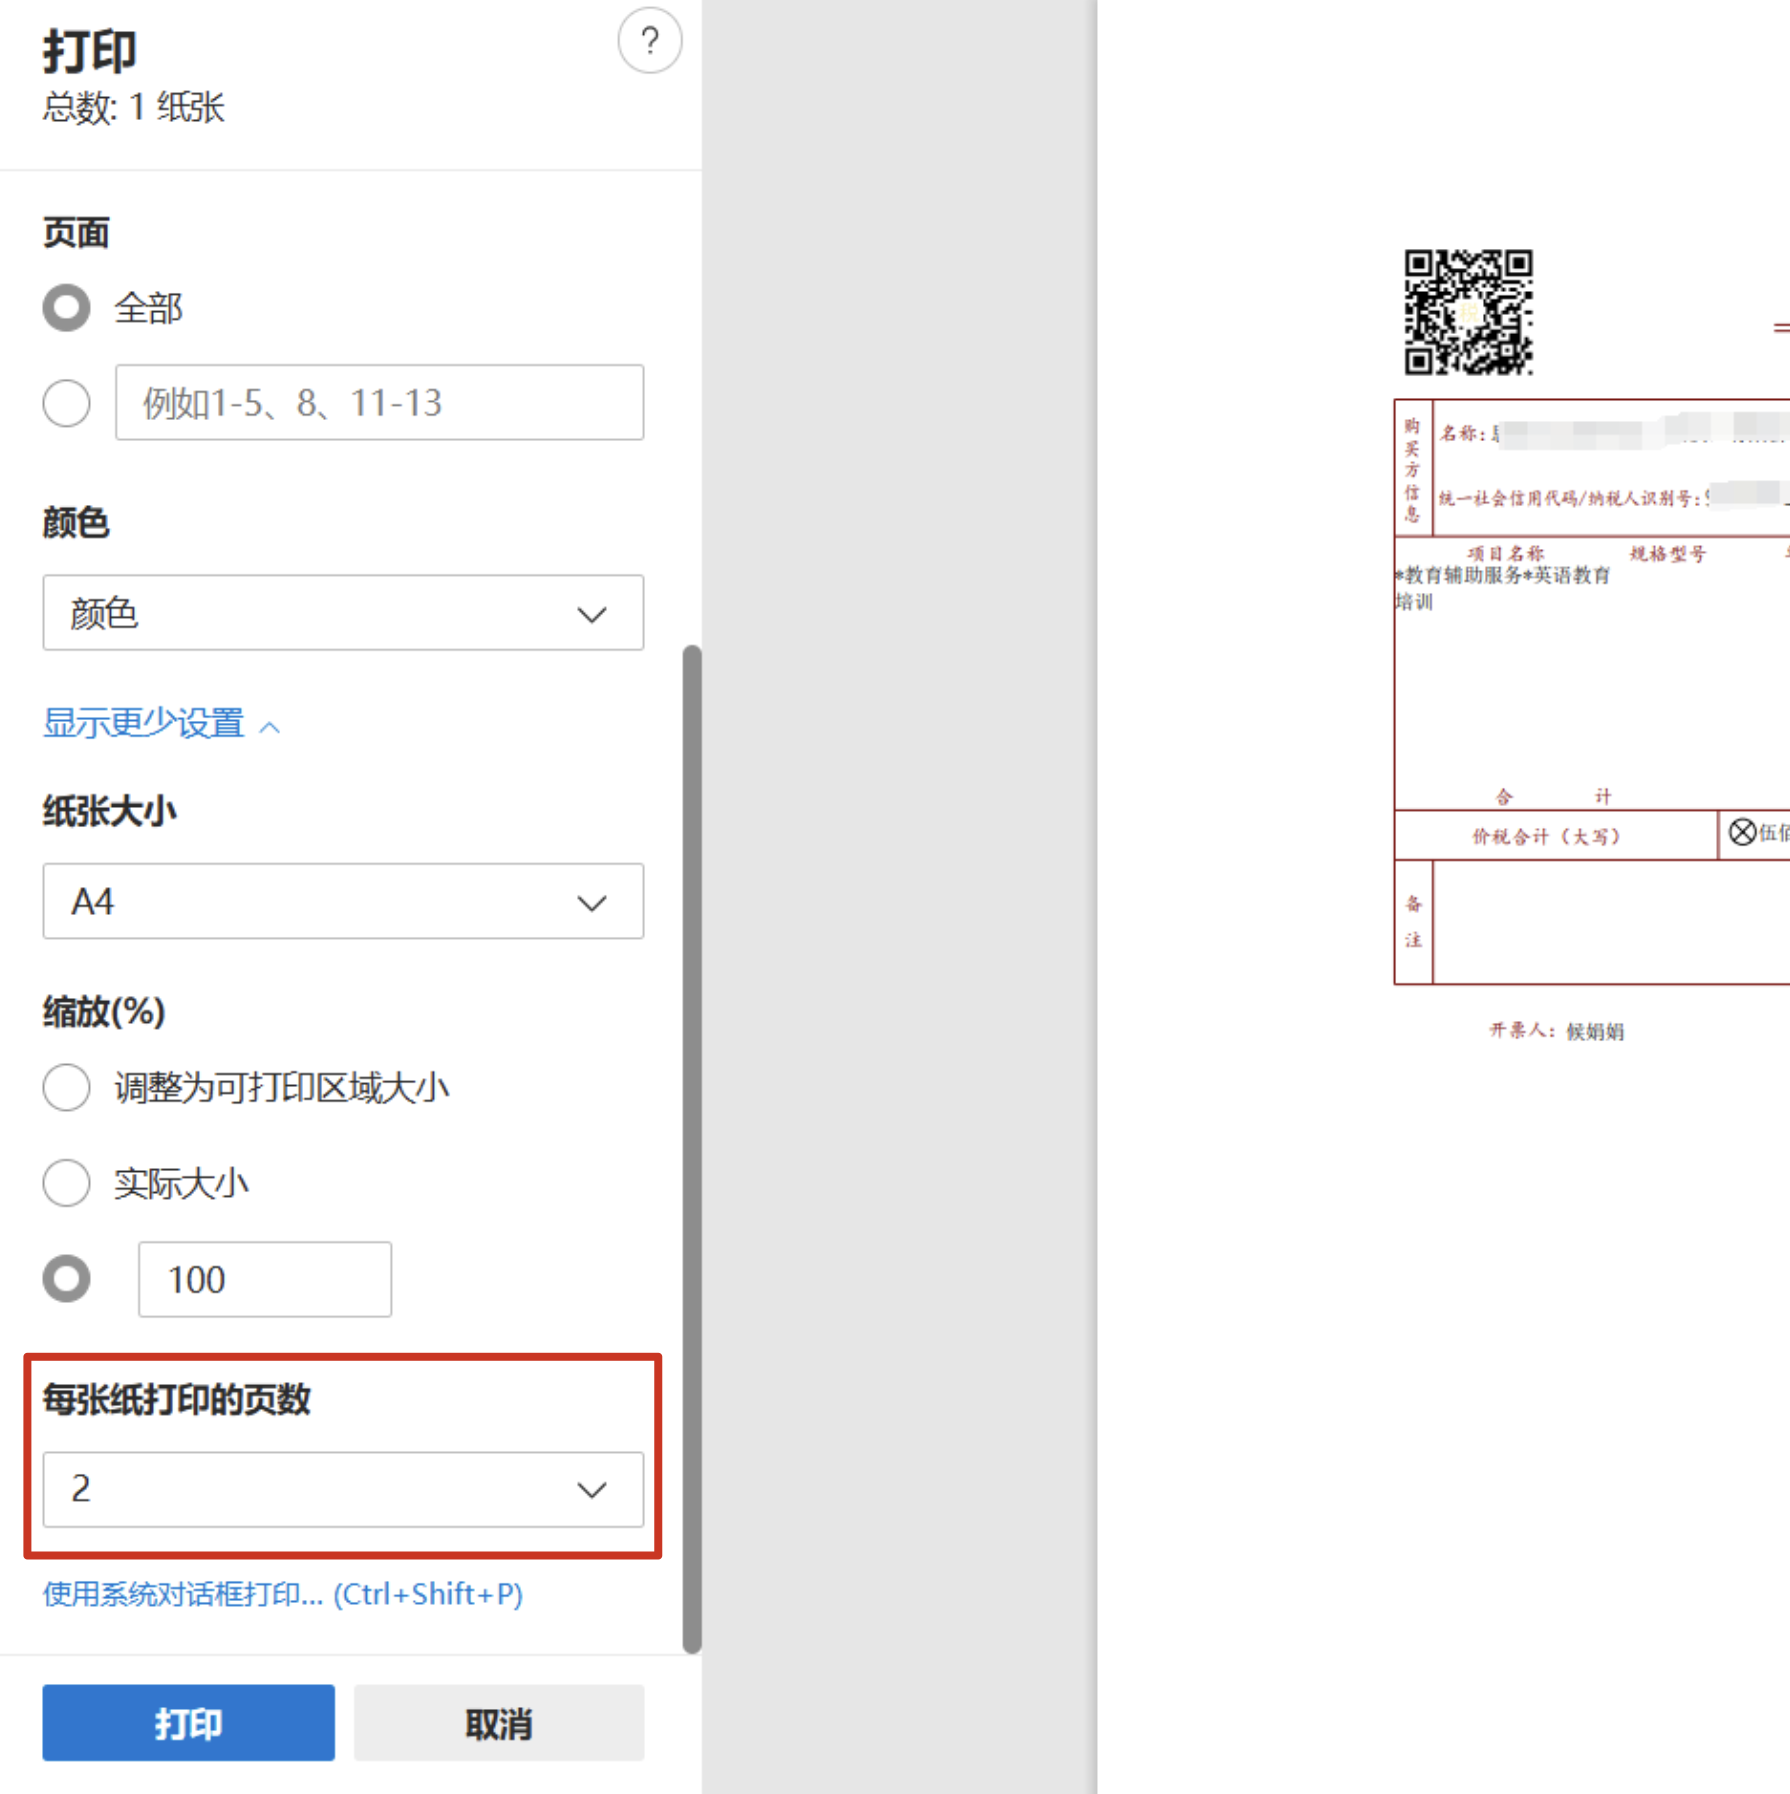 打印
?
总数: 1 纸张
页面
全部
例如1-5、8、11-13
颜色
颜色
显示更少设置
纸张大小
A4
缩放(%)
调整为可打印区域大小
实际大小
100
每张纸打印的页数
2
使用系统对话框打印... (Ctrl+Shift+P)
打印
取消
税
购买方信息
名称:
统一社会信用代码/纳税人识别号:
项目名称 规格型号
*教育辅助服务*英语教育
培训
合 计
价税合计（大写）
伍佰
备注
开票人: 候娟娟